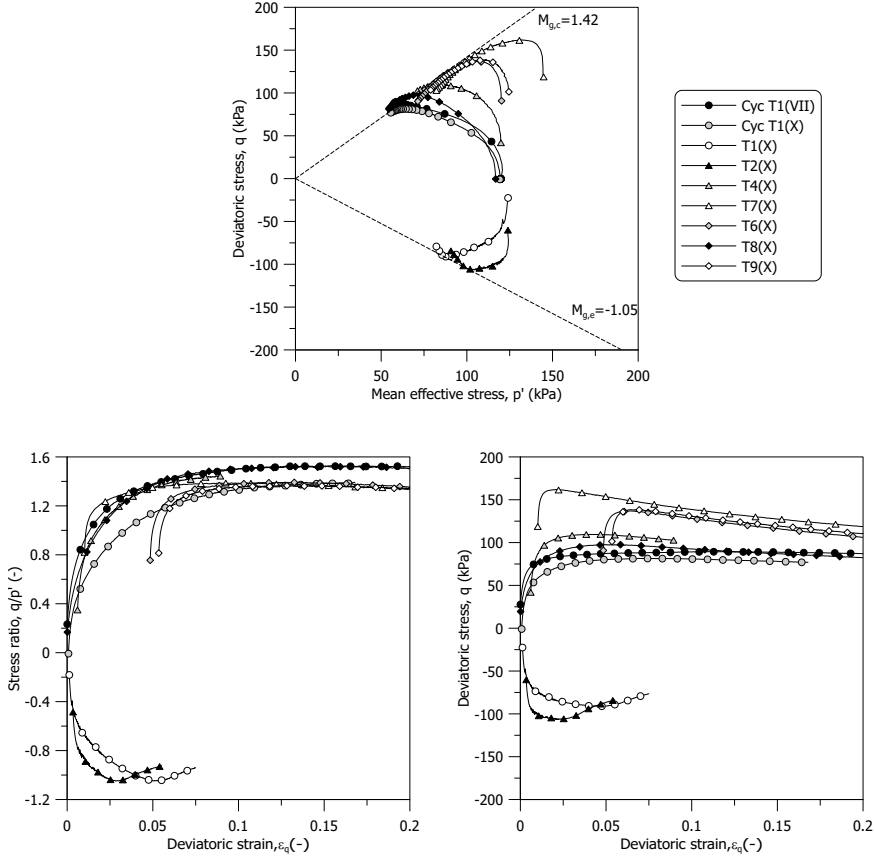 200
150
100
50
0
-50
-100
-150
-200
Deviatoric stress, q (kPa)
0
50
100
150
200
Mean effective stress, p' (kPa)
M_g,c=1.42
M_g,e=-1.05
Cyc T1(VII)
Cyc T1(X)
T1(X)
T2(X)
T4(X)
T7(X)
T6(X)
T8(X)
T9(X)
1.6
1.2
0.8
0.4
0
-0.4
-0.8
-1.2
Stress ratio, q/p' (-)
0
0.05
0.1
0.15
0.2
Deviatoric strain,ε_q(-)
200
150
100
50
0
-50
-100
-150
-200
Deviatoric stress, q (kPa)
0
0.05
0.1
0.15
0.2
Deviatoric strain,ε_q(-)